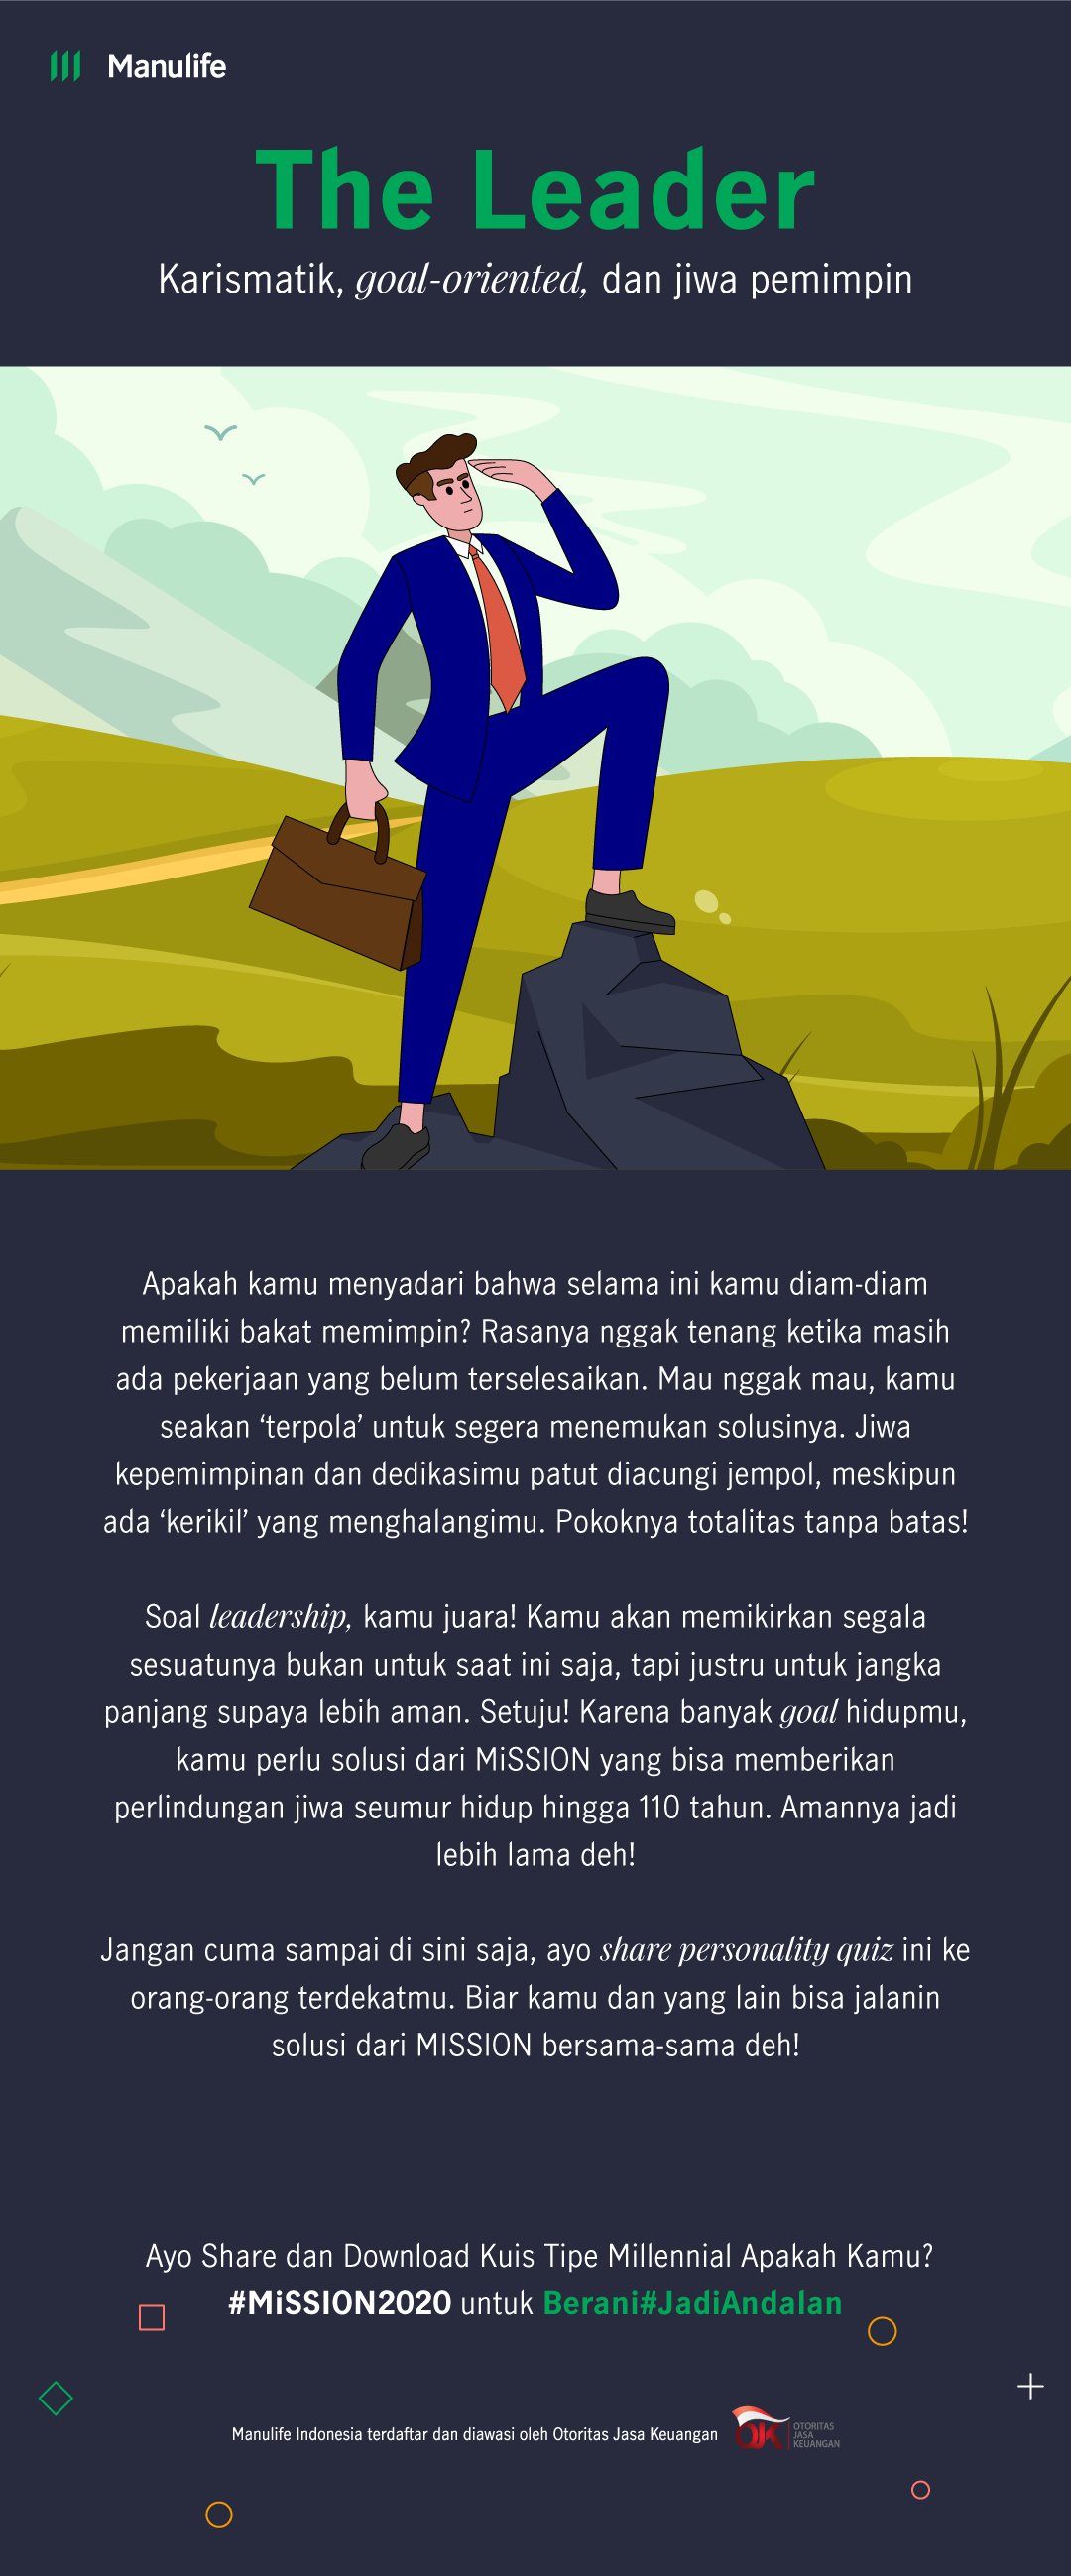 Manulife
The Leader
Karismatik, goal-oriented, dan jiwa pemimpin
Apakah kamu menyadari bahwa selama ini kamu diam-diam
memiliki bakat memimpin? Rasanya nggak tenang ketika masih
ada pekerjaan yang belum terselesaikan. Mau nggak mau, kamu
seakan ‘terpola’ untuk segera menemukan solusinya. Jiwa
kepemimpinan dan dedikasimu patut diacungi jempol, meskipun
ada ‘kerikil’ yang menghalangimu. Pokoknya totalitas tanpa batas!
Soal leadership, kamu juara! Kamu akan memikirkan segala
sesuatunya bukan untuk saat ini saja, tapi justru untuk jangka
panjang supaya lebih aman. Setuju! Karena banyak goal hidupmu,
kamu perlu solusi dari MiSSION yang bisa memberikan
perlindungan jiwa seumur hidup hingga 110 tahun. Amannya jadi
lebih lama deh!
Jangan cuma sampai di sini saja, ayo share personality quiz ini ke
orang-orang terdekatmu. Biar kamu dan yang lain bisa jalanin
solusi dari MISSION bersama-sama deh!
Ayo Share dan Download Kuis Tipe Millennial Apakah Kamu?
#MiSSION2020 untuk Berani#JadiAndalan
Manulife Indonesia terdaftar dan diawasi oleh Otoritas Jasa Keuangan
OJK
OTORITAS
JASA
KEUANGAN